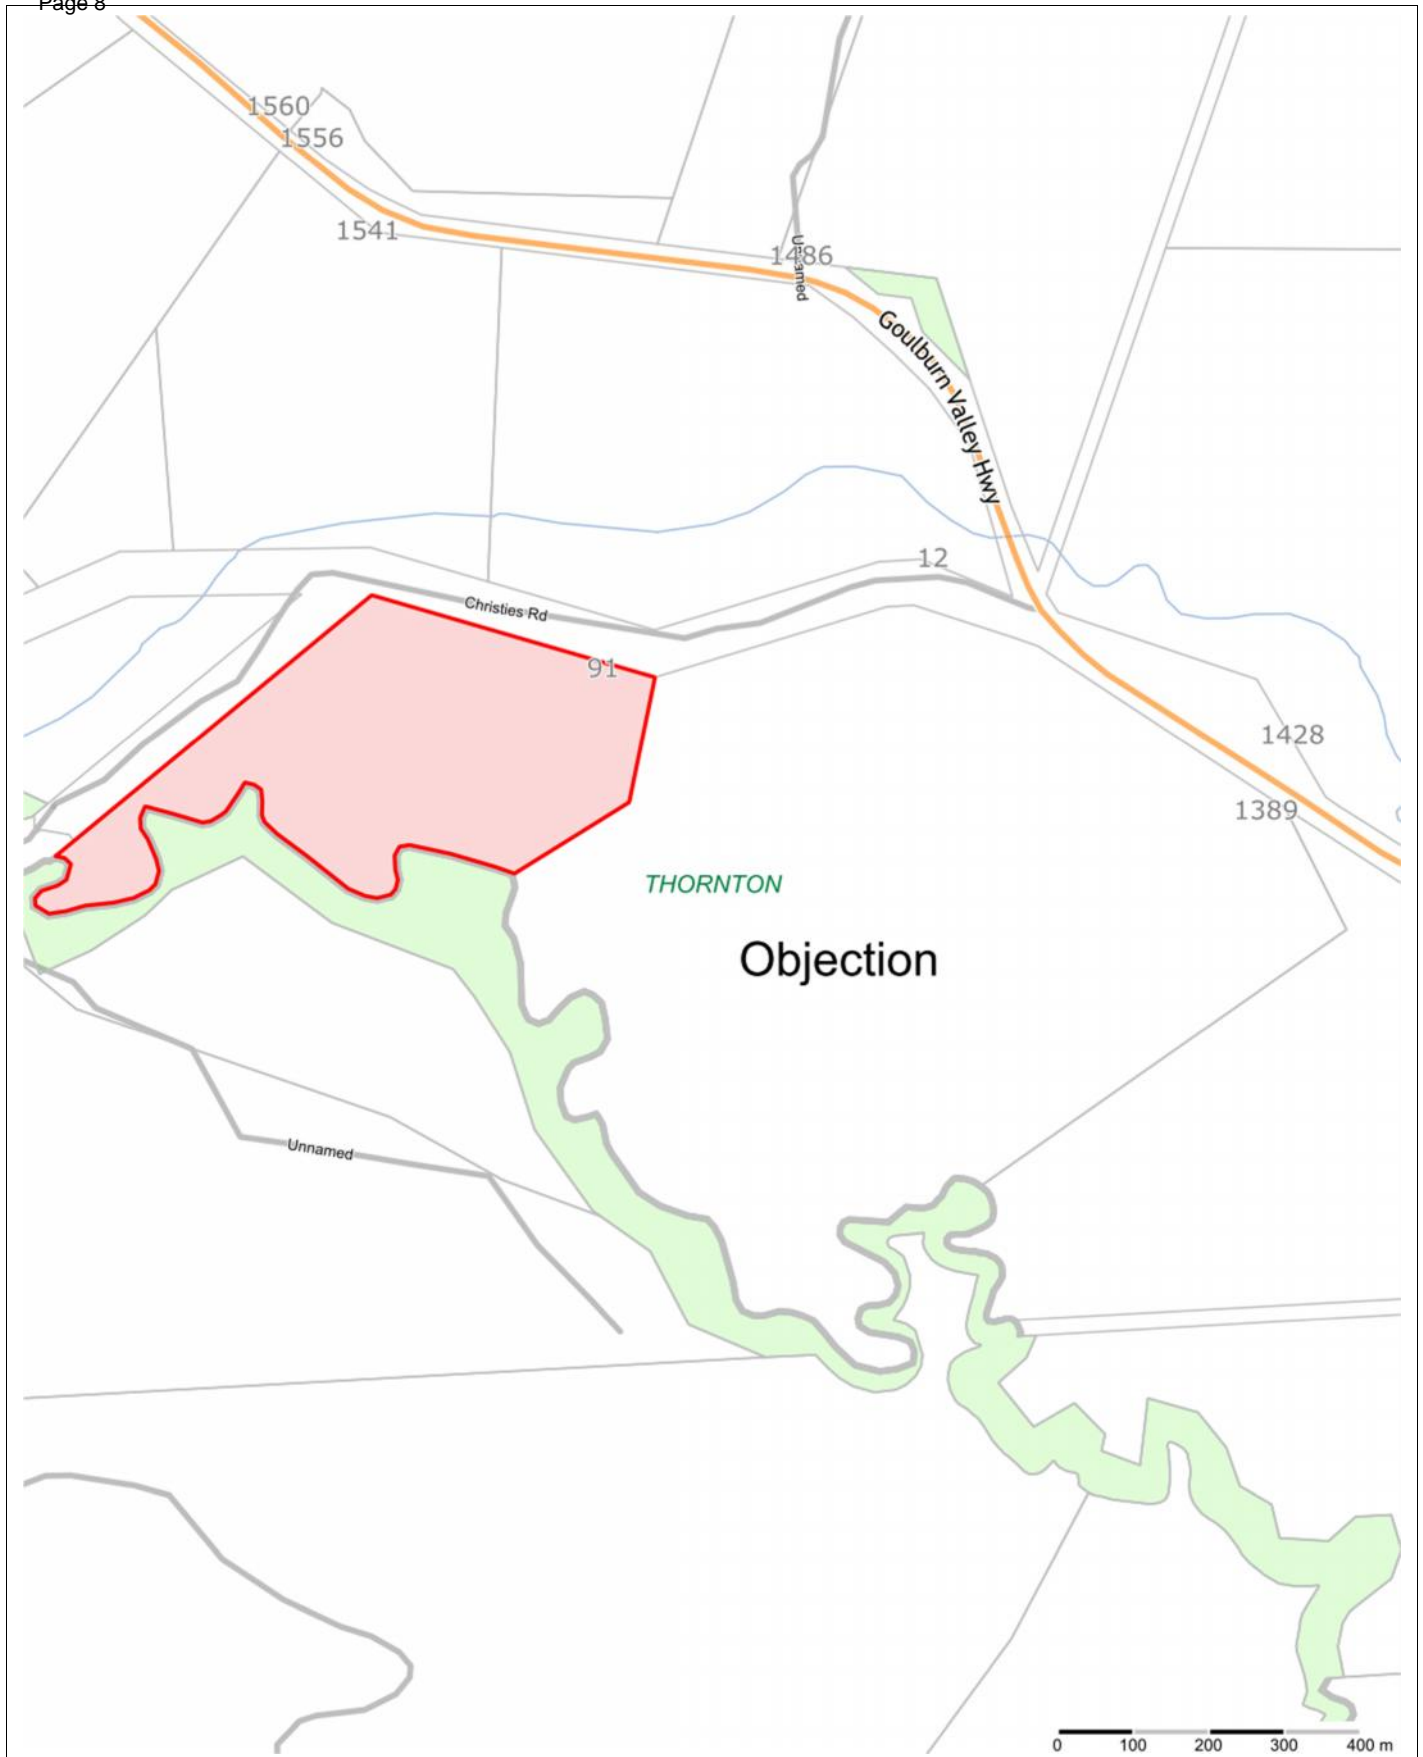 Page 8
1560
1556
1541
1486
Unnamed
Goulburn Valley Hwy
12
Christies Rd
91
1428
1389
THORNTON
Objection
Unnamed
0 100 200 300 400 m